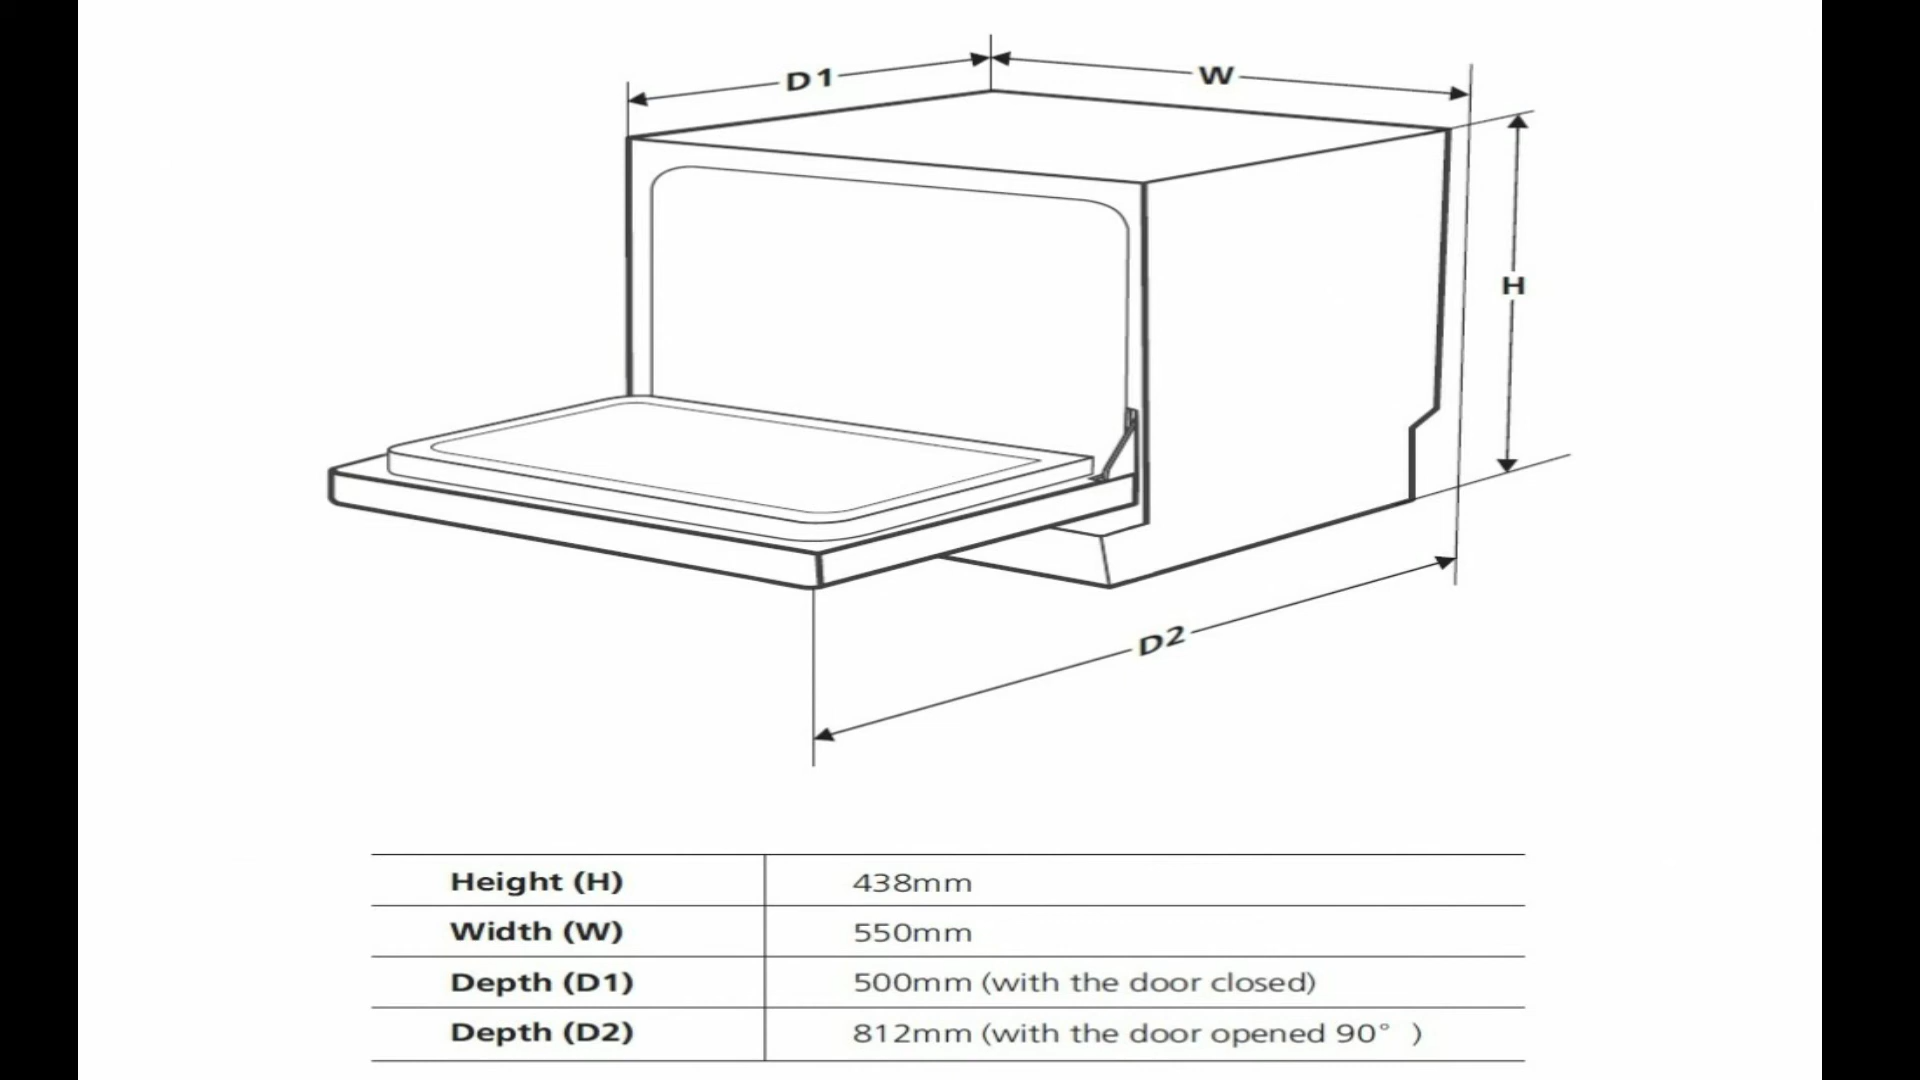 D1
W
H
D2
Height (H) 438mm
Width (W) 550mm
Depth (D1) 500mm (with the door closed)
Depth (D2) 812mm (with the door opened 90° )